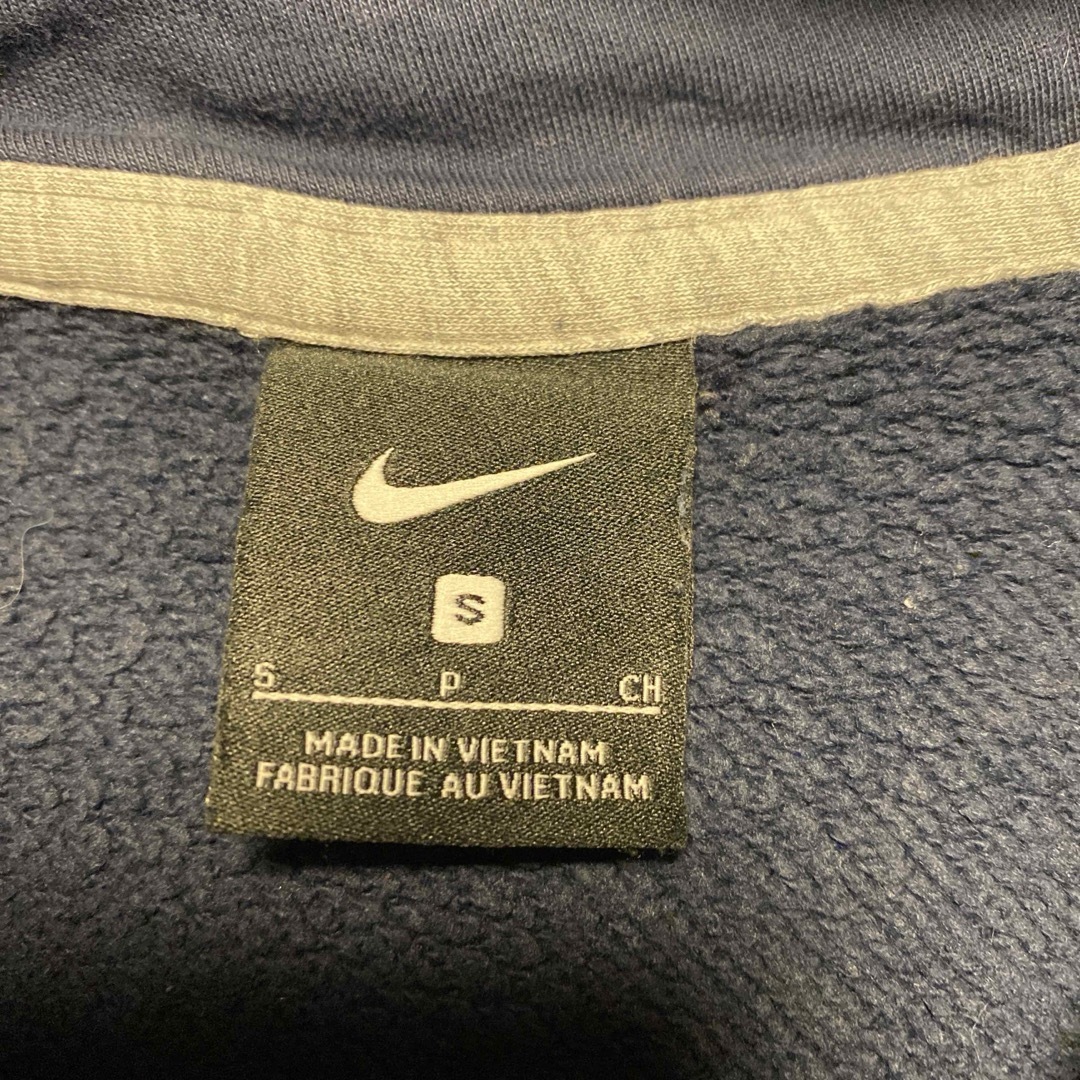 S
S P CH
MADE IN VIETNAM
FABRIQUE AU VIETNAM